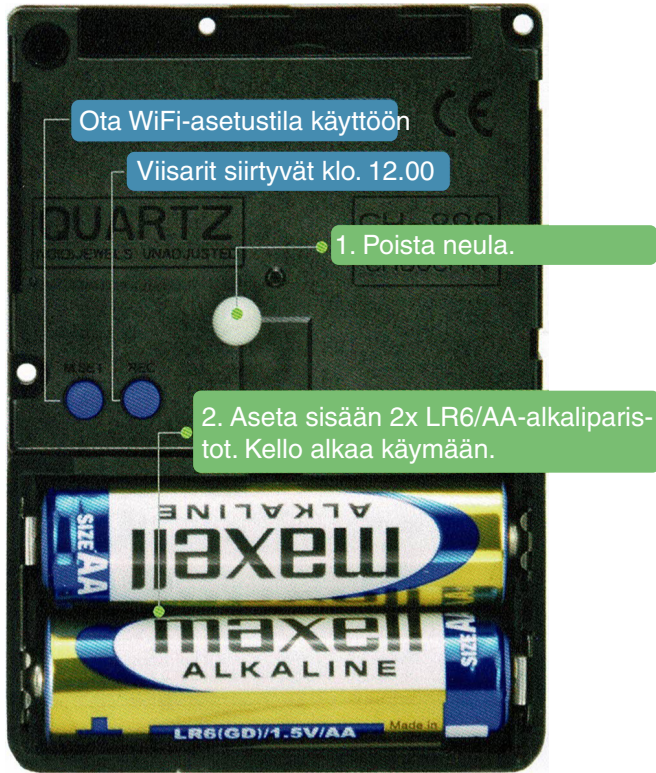 Ota WiFi-asetustila käyttöön
CE
Viisarit siirtyvät klo. 12.00
QUARTZ
UNADJUSTED
1. Poista neula.
M.SET
REC
2. Aseta sisään 2x LR6/AA-alkaliparis-
tot. Kello alkaa käymään.
SIZE AA
maxell
ALKALINE
maxell
ALKALINE
SIZE AA
LR6(GD)/1.5V/AA
Made in